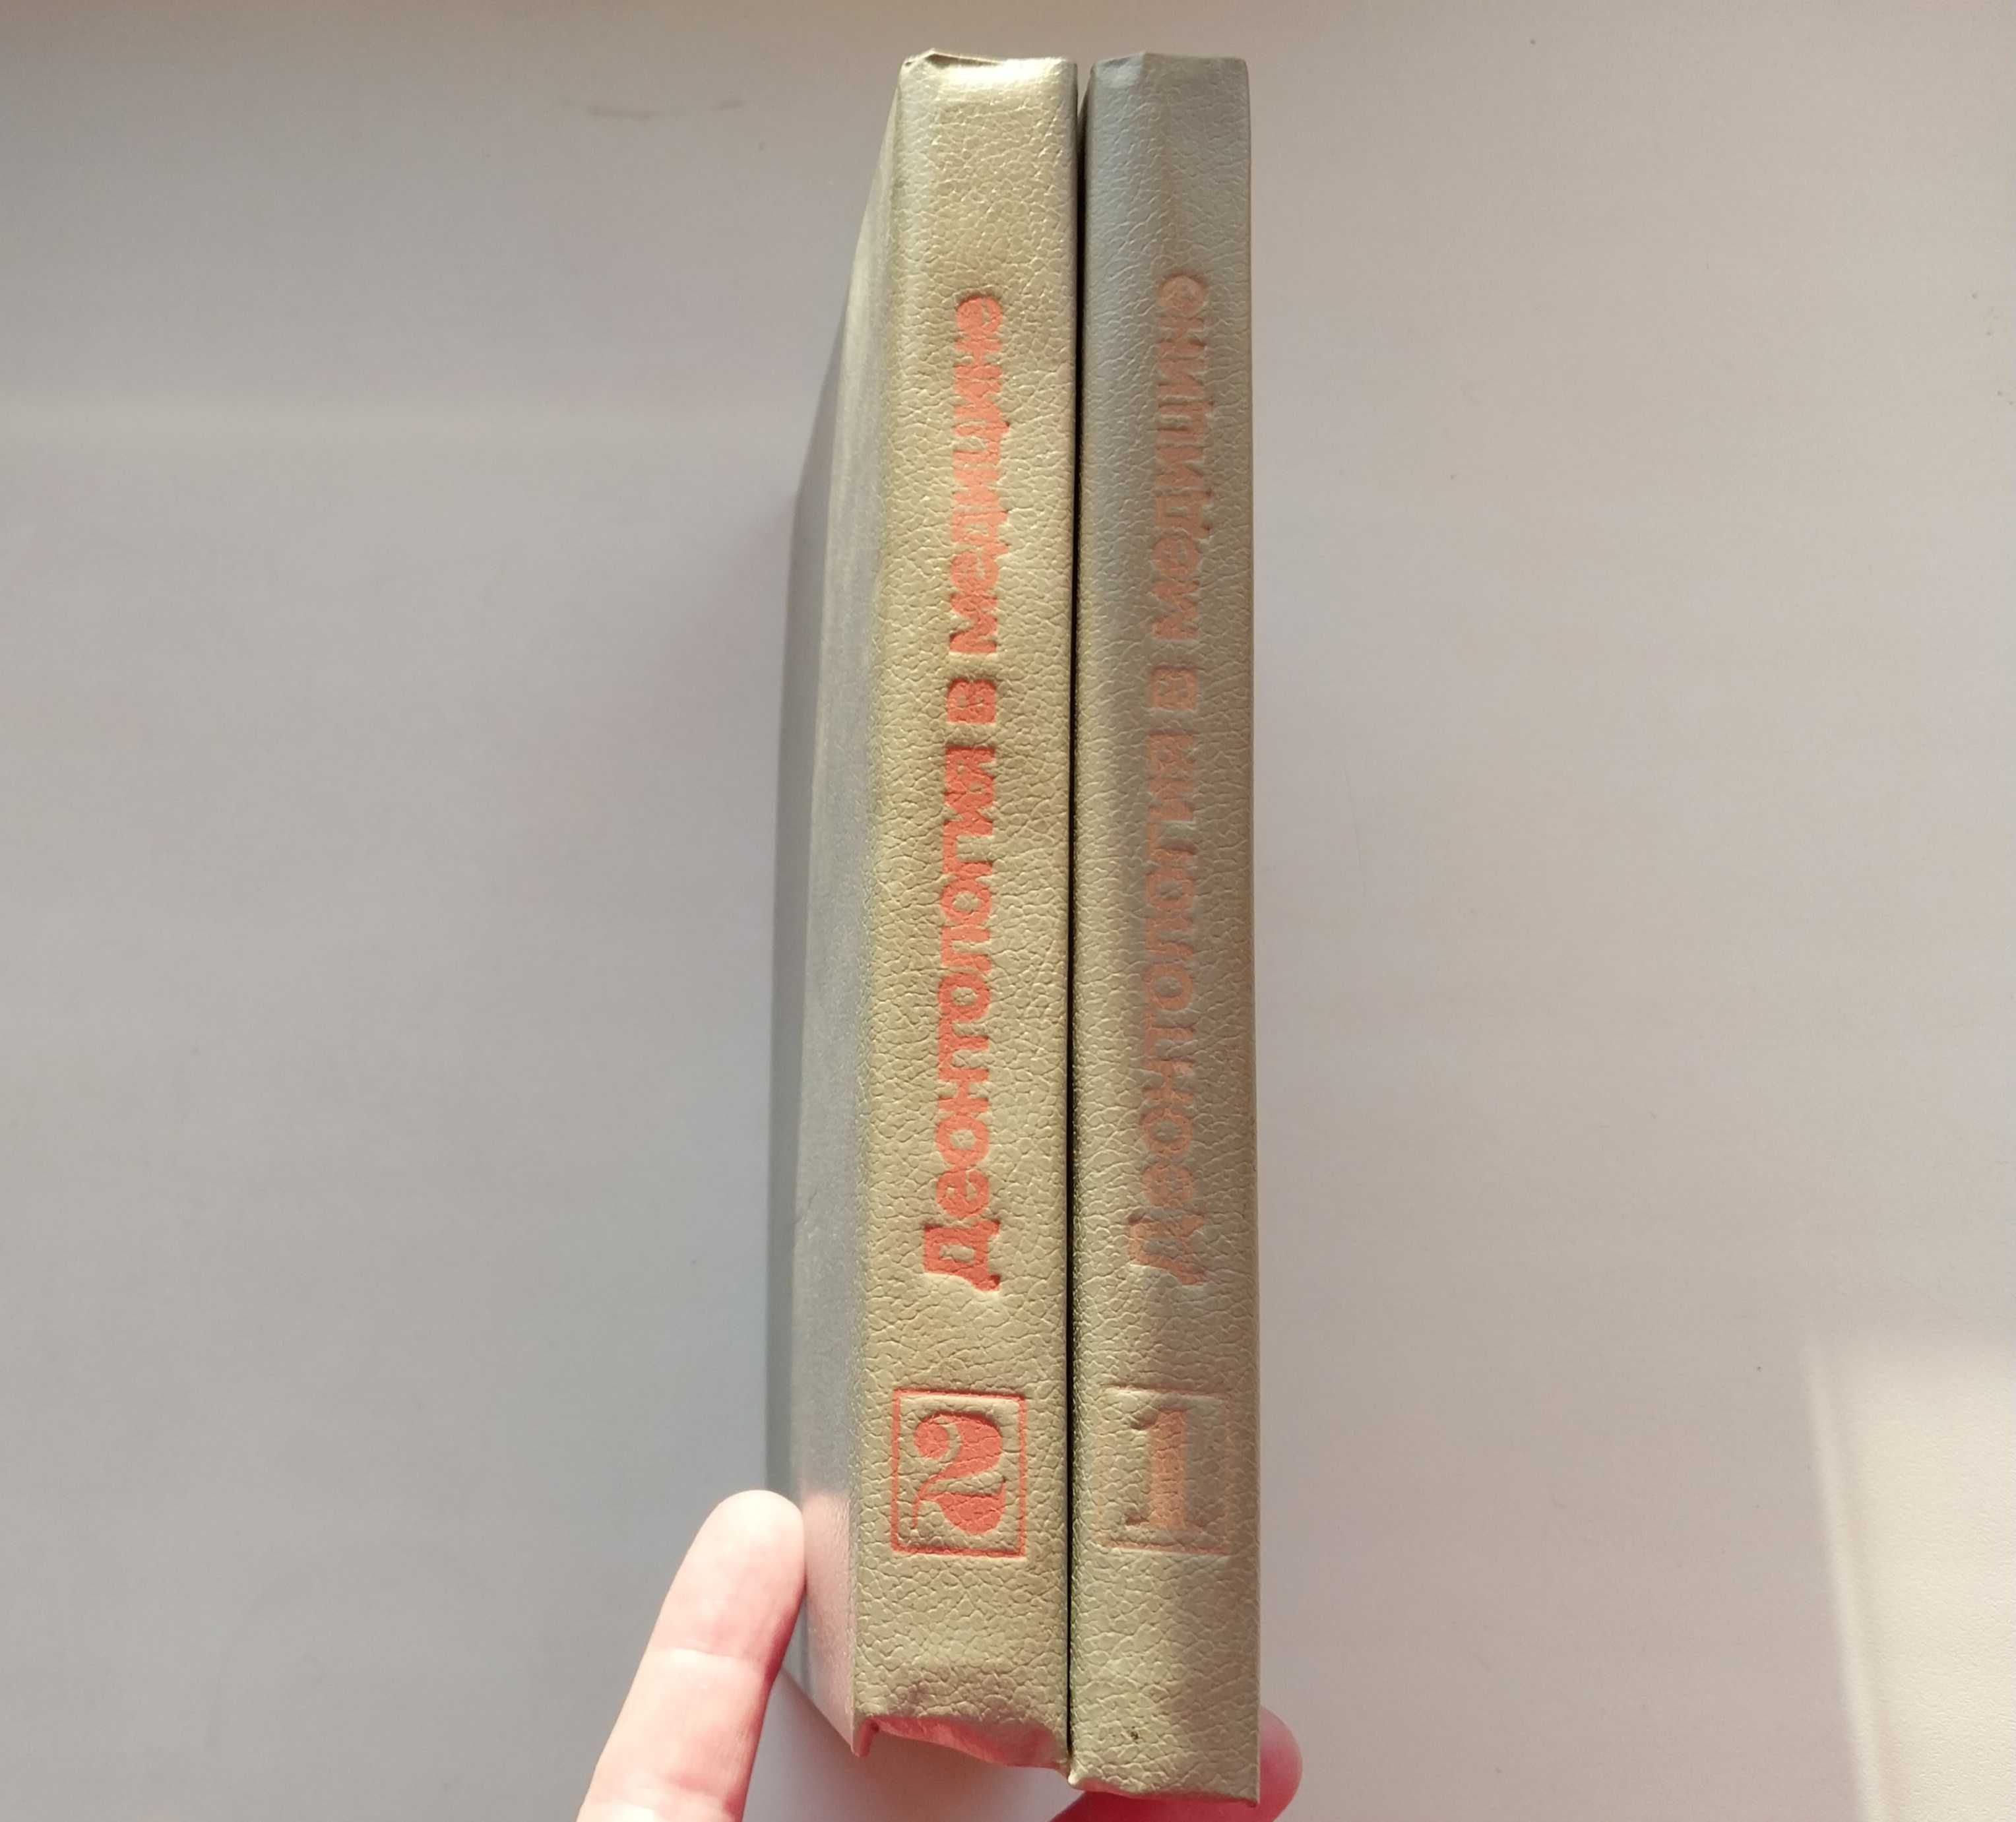 Деонтология в медицине
2
Деонтология в медицине
1